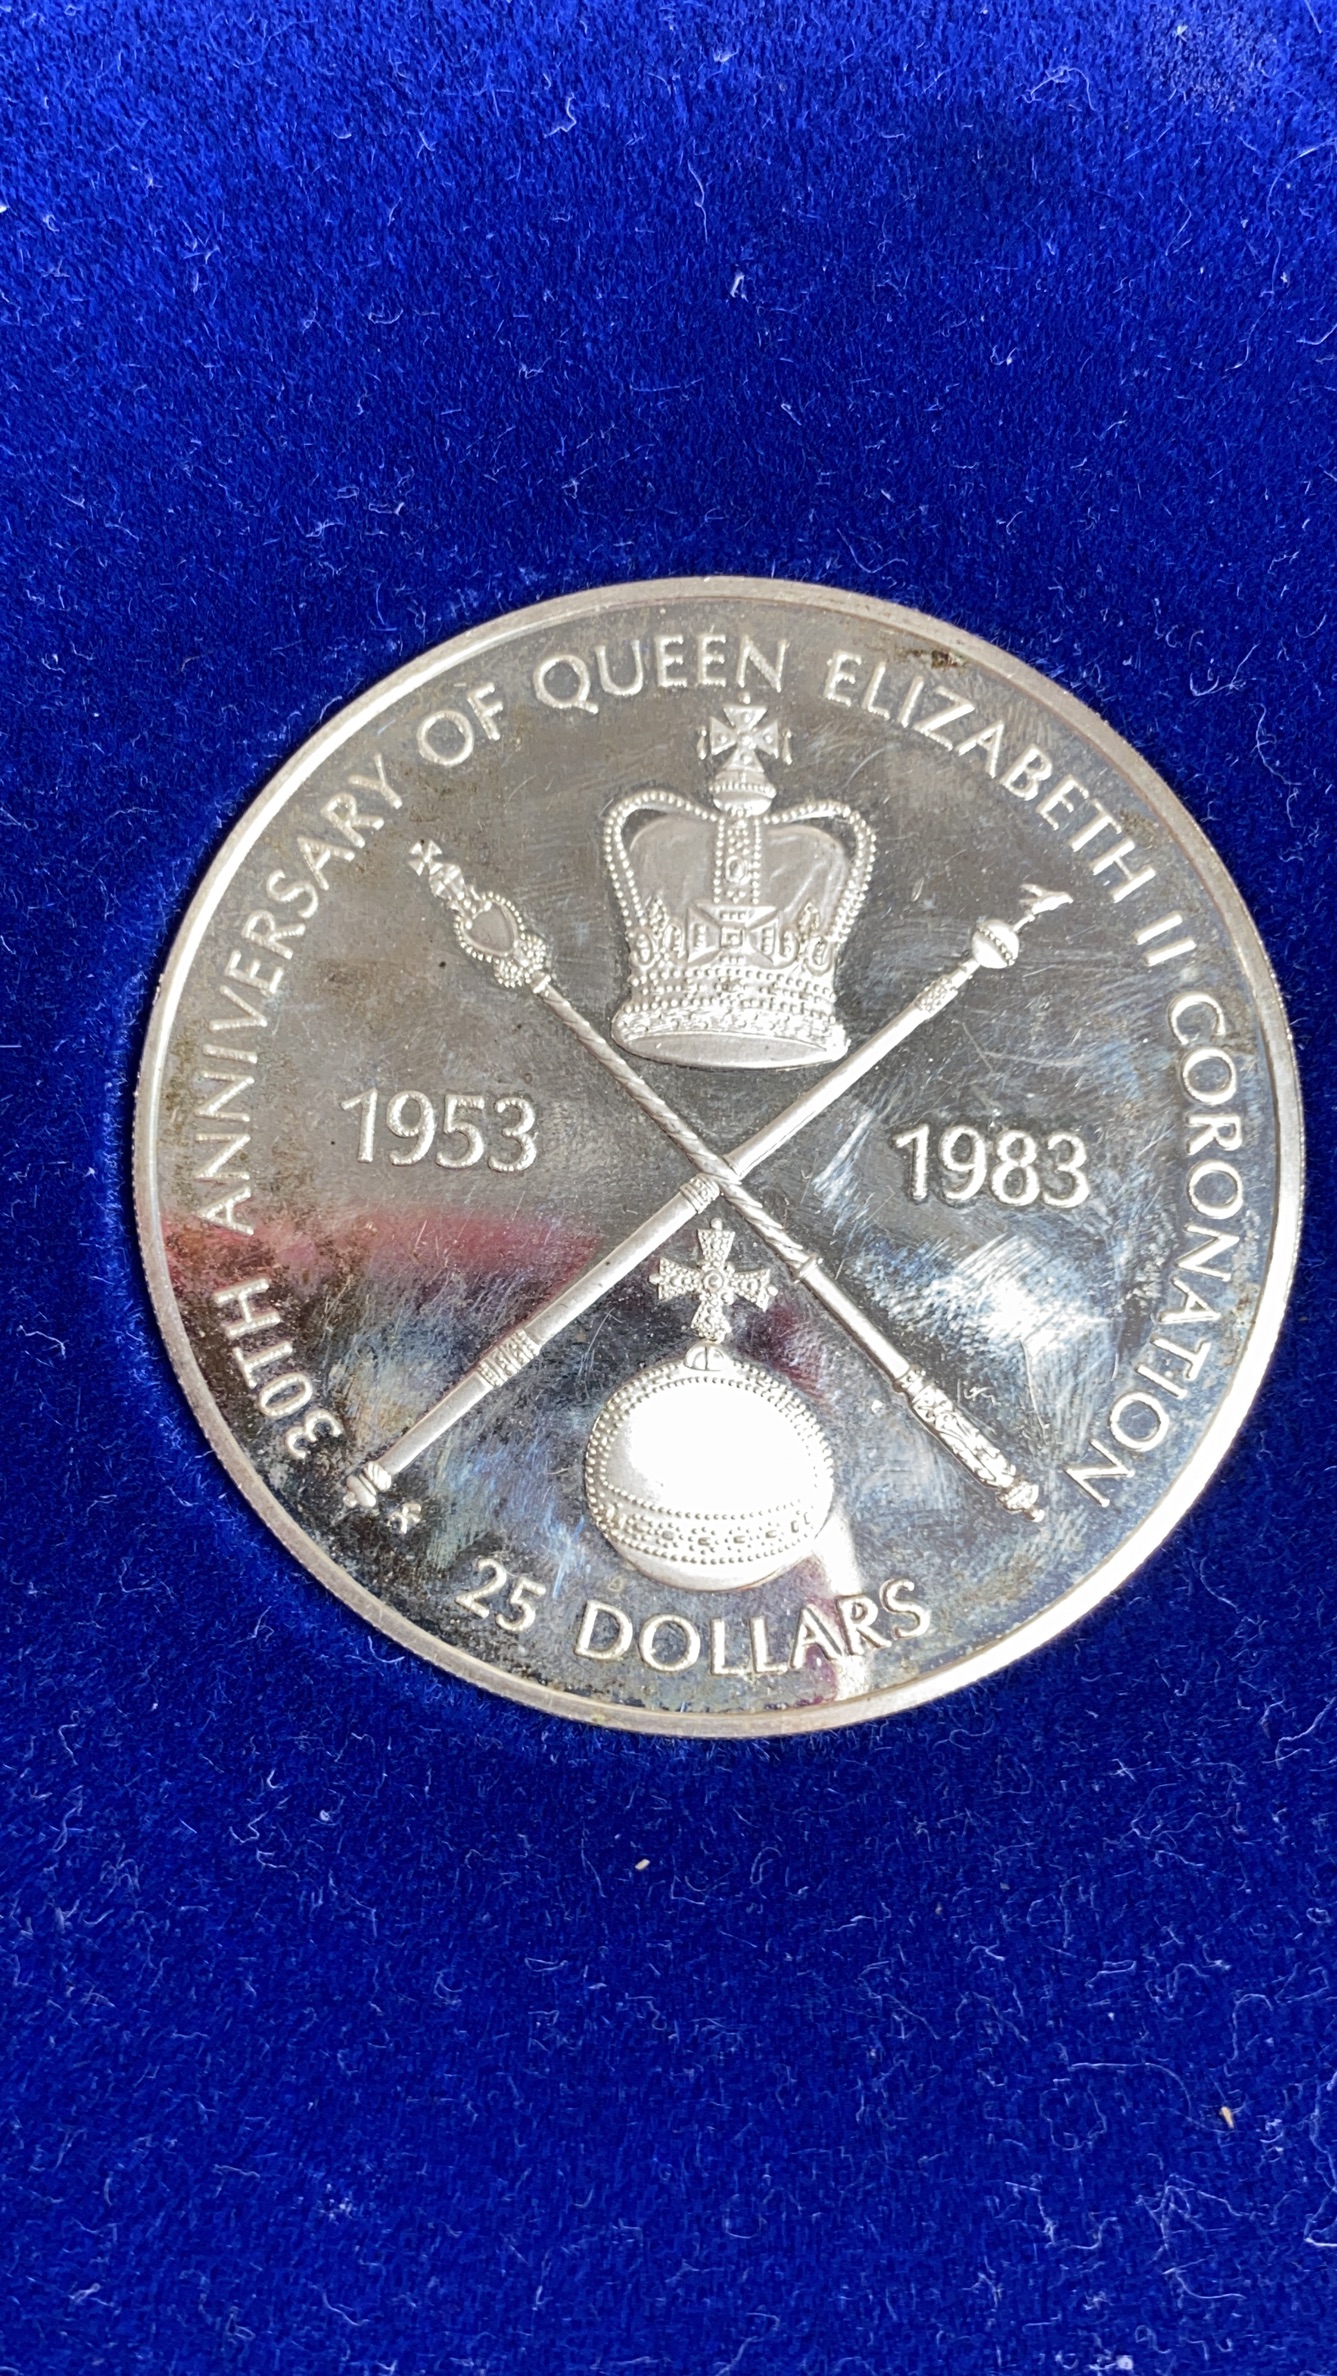 30TH ANNIVERSARY OF QUEEN ELIZABETH II CORONATION
1953 1983
25 DOLLARS